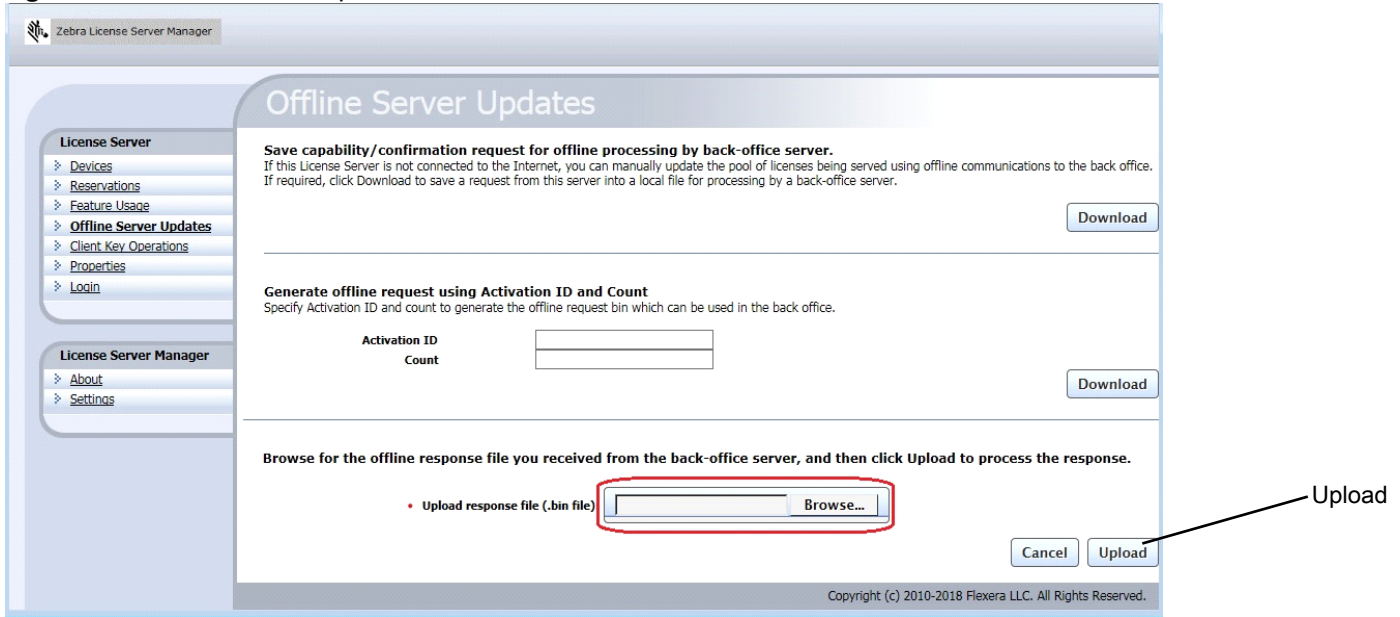 Zebra License Server Manager
Offline Server Updates
License Server
Devices
Reservations
Feature Usage
Offline Server Updates
Client Key Operations
Properties
Login
License Server Manager
About
Settings
Save capability/confirmation request for offline processing by back-office server.
If this License Server is not connected to the Internet, you can manually update the pool of licenses being served using offline communications to the back office.
If required, click Download to save a request from this server into a local file for processing by a back-office server.
Download
Generate offline request using Activation ID and Count
Specify Activation ID and count to generate the offline request bin which can be used in the back office.
Activation ID
Count
Download
Browse for the offline response file you received from the back-office server, and then click Upload to process the response.
• Upload response file (.bin file) Browse...
Upload
Cancel Upload
Copyright (c) 2010-2018 Flexera LLC. All Rights Reserved.